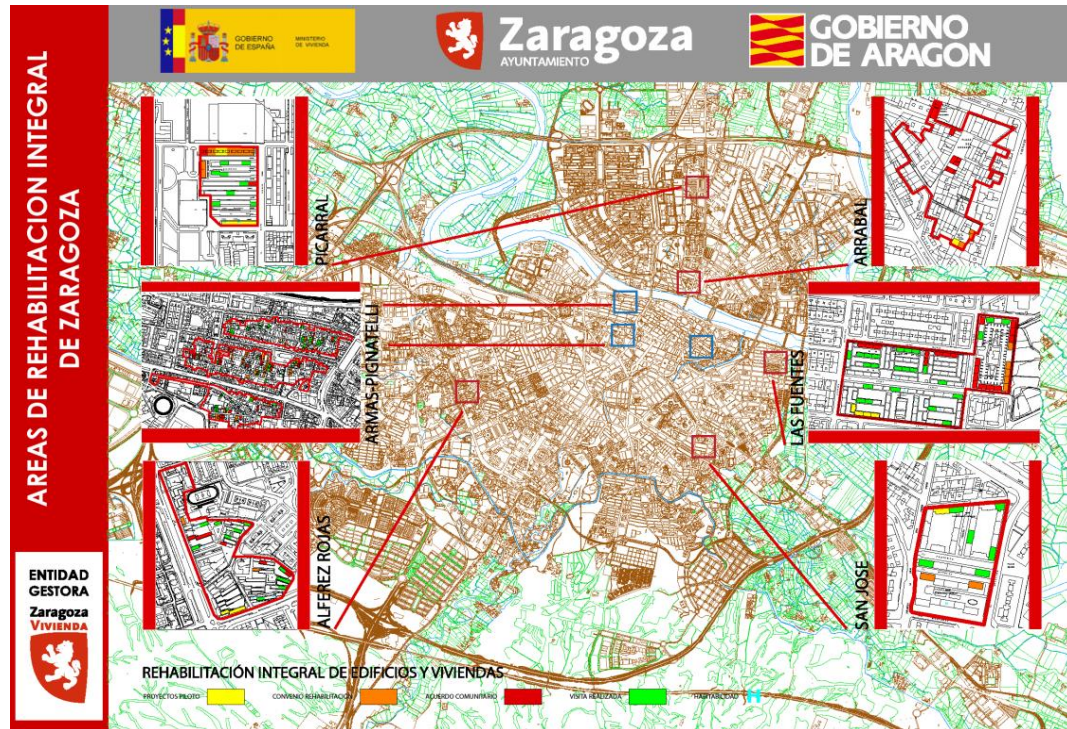 AREAS DE REHABILITACION INTEGRAL
DE ZARAGOZA
GOBIERNO
DE ESPAÑA
MINISTERIO
DE VIVIENDA
Zaragoza
AYUNTAMIENTO
GOBIERNO
DE ARAGON
PICARRAL
ARRABAL
ARMAS-PIGNATELLI
LAS FUENTES
ALFEREZ ROJAS
SAN JOSE
ENTIDAD
GESTORA
Zaragoza
VIVIENDA
REHABILITACIÓN INTEGRAL DE EDIFICIOS Y VIVIENDAS
PROYECTOS PILOTO
CONVENIO REHABILITACION
ACUERDO COMUNITARIO
VISITA REALIZADA
HABITABILIDAD
H